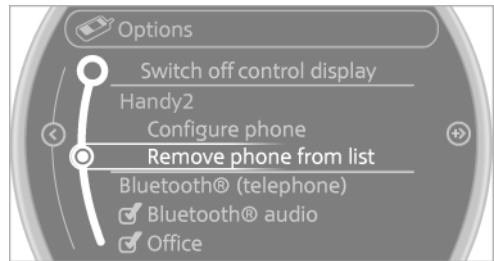 Options
Switch off control display
Handy2
Configure phone
Remove phone from list
Bluetooth® (telephone)
Bluetooth® audio
Office